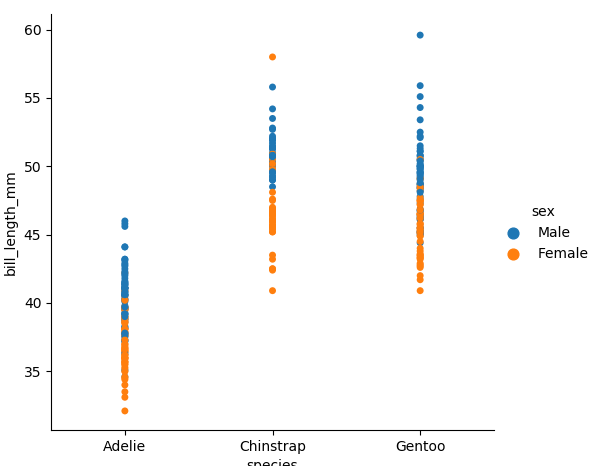 60
55
50
45
40
35
bill_length_mm
Adelie
Chinstrap
Gentoo
species
sex
Male
Female